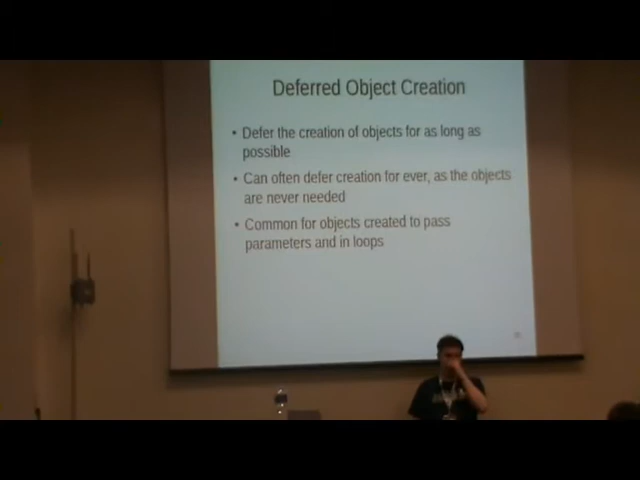 Deferred Object Creation
• Defer the creation of objects for as long as
possible
• Can often defer creation for ever, as the objects
are never needed
• Common for objects created to pass
parameters and in loops